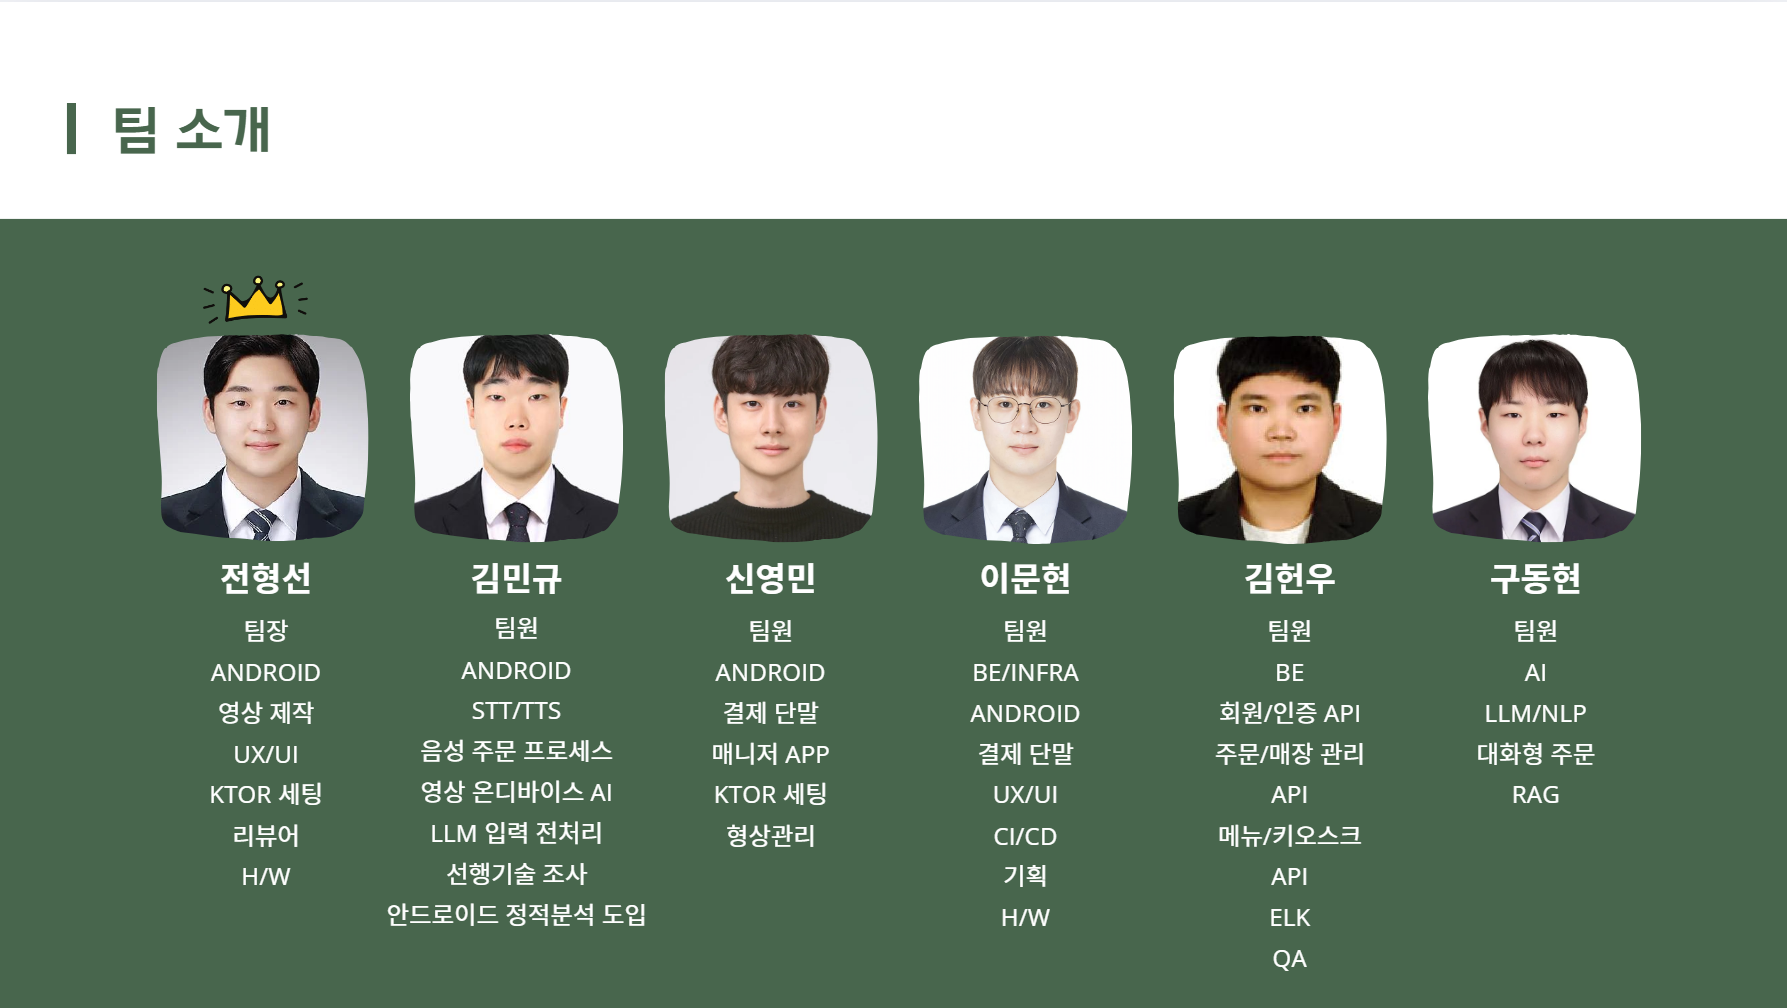 팀 소개
전형선
팀장
ANDROID
영상 제작
UX/UI
KTOR 세팅
리뷰어
H/W
김민규
팀원
ANDROID
STT/TTS
음성 주문 프로세스
영상 온디바이스 AI
LLM 입력 전처리
선행기술 조사
안드로이드 정적분석 도입
신영민
팀원
ANDROID
결제 단말
매니저 APP
KTOR 세팅
형상관리
이문현
팀원
BE/INFRA
ANDROID
결제 단말
UX/UI
CI/CD
기획
H/W
김헌우
팀원
BE
회원/인증 API
주문/매장 관리
API
메뉴/키오스크
API
ELK
QA
구동현
팀원
AI
LLM/NLP
대화형 주문
RAG